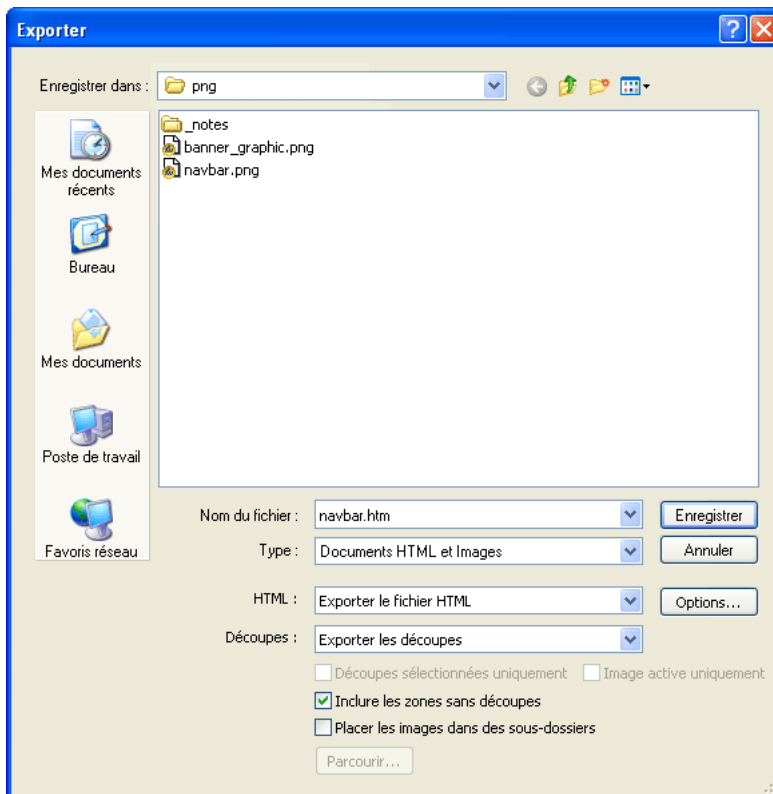 Exporter
Enregistrer dans :
png
_notes
banner_graphic.png
navbar.png
Mes documents
récents
Bureau
Mes documents
Poste de travail
Favoris réseau
Nom du fichier :
navbar.htm
Enregistrer
Type :
Documents HTML et Images
Annuler
HTML :
Exporter le fichier HTML
Options...
Découpes :
Exporter les découpes
Découpes sélectionnées uniquement
Image active uniquement
Inclure les zones sans découpes
Placer les images dans des sous-dossiers
Parcourir...